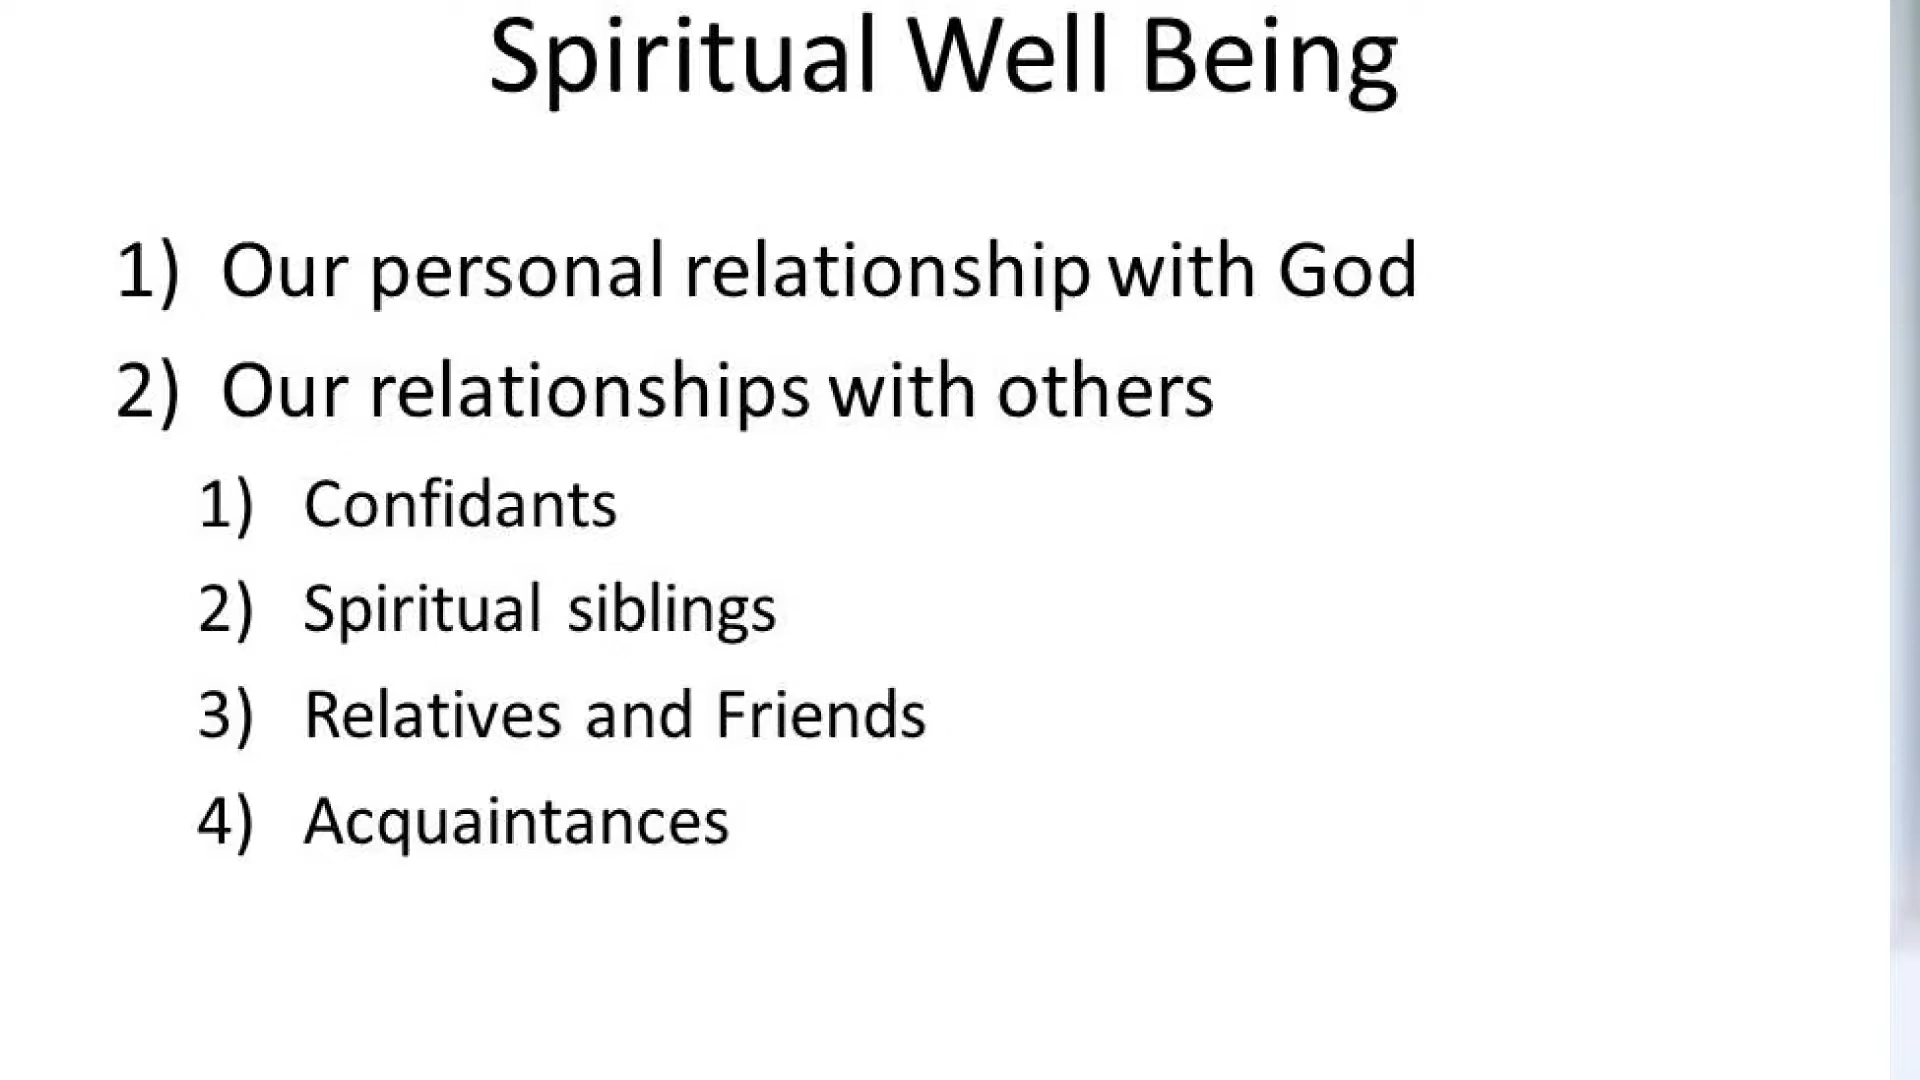 Spiritual Well Being
1) Our personal relationship with God
2) Our relationships with others
1) Confidants
2) Spiritual siblings
3) Relatives and Friends
4) Acquaintances